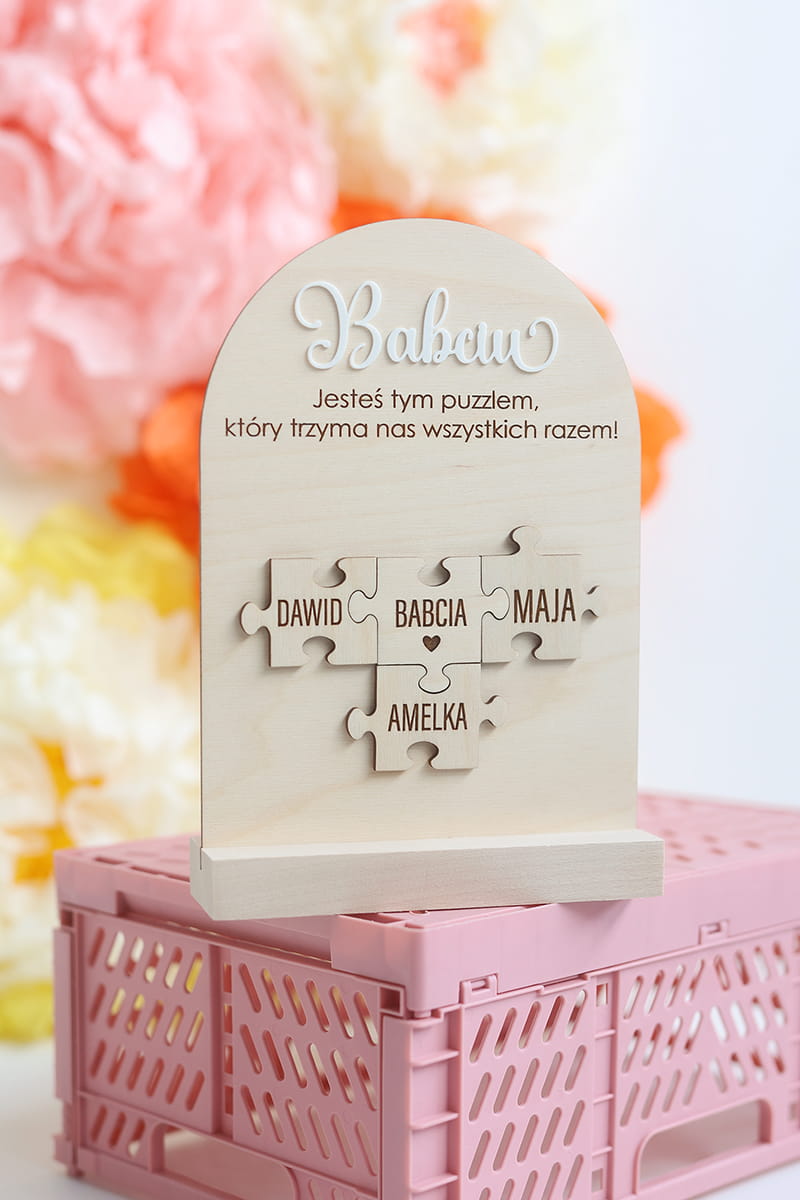 Babciu
Jesteś tym puzzlem,
który trzyma nas wszystkich razem!
DAWID BABCIA MAJA
AMELKA